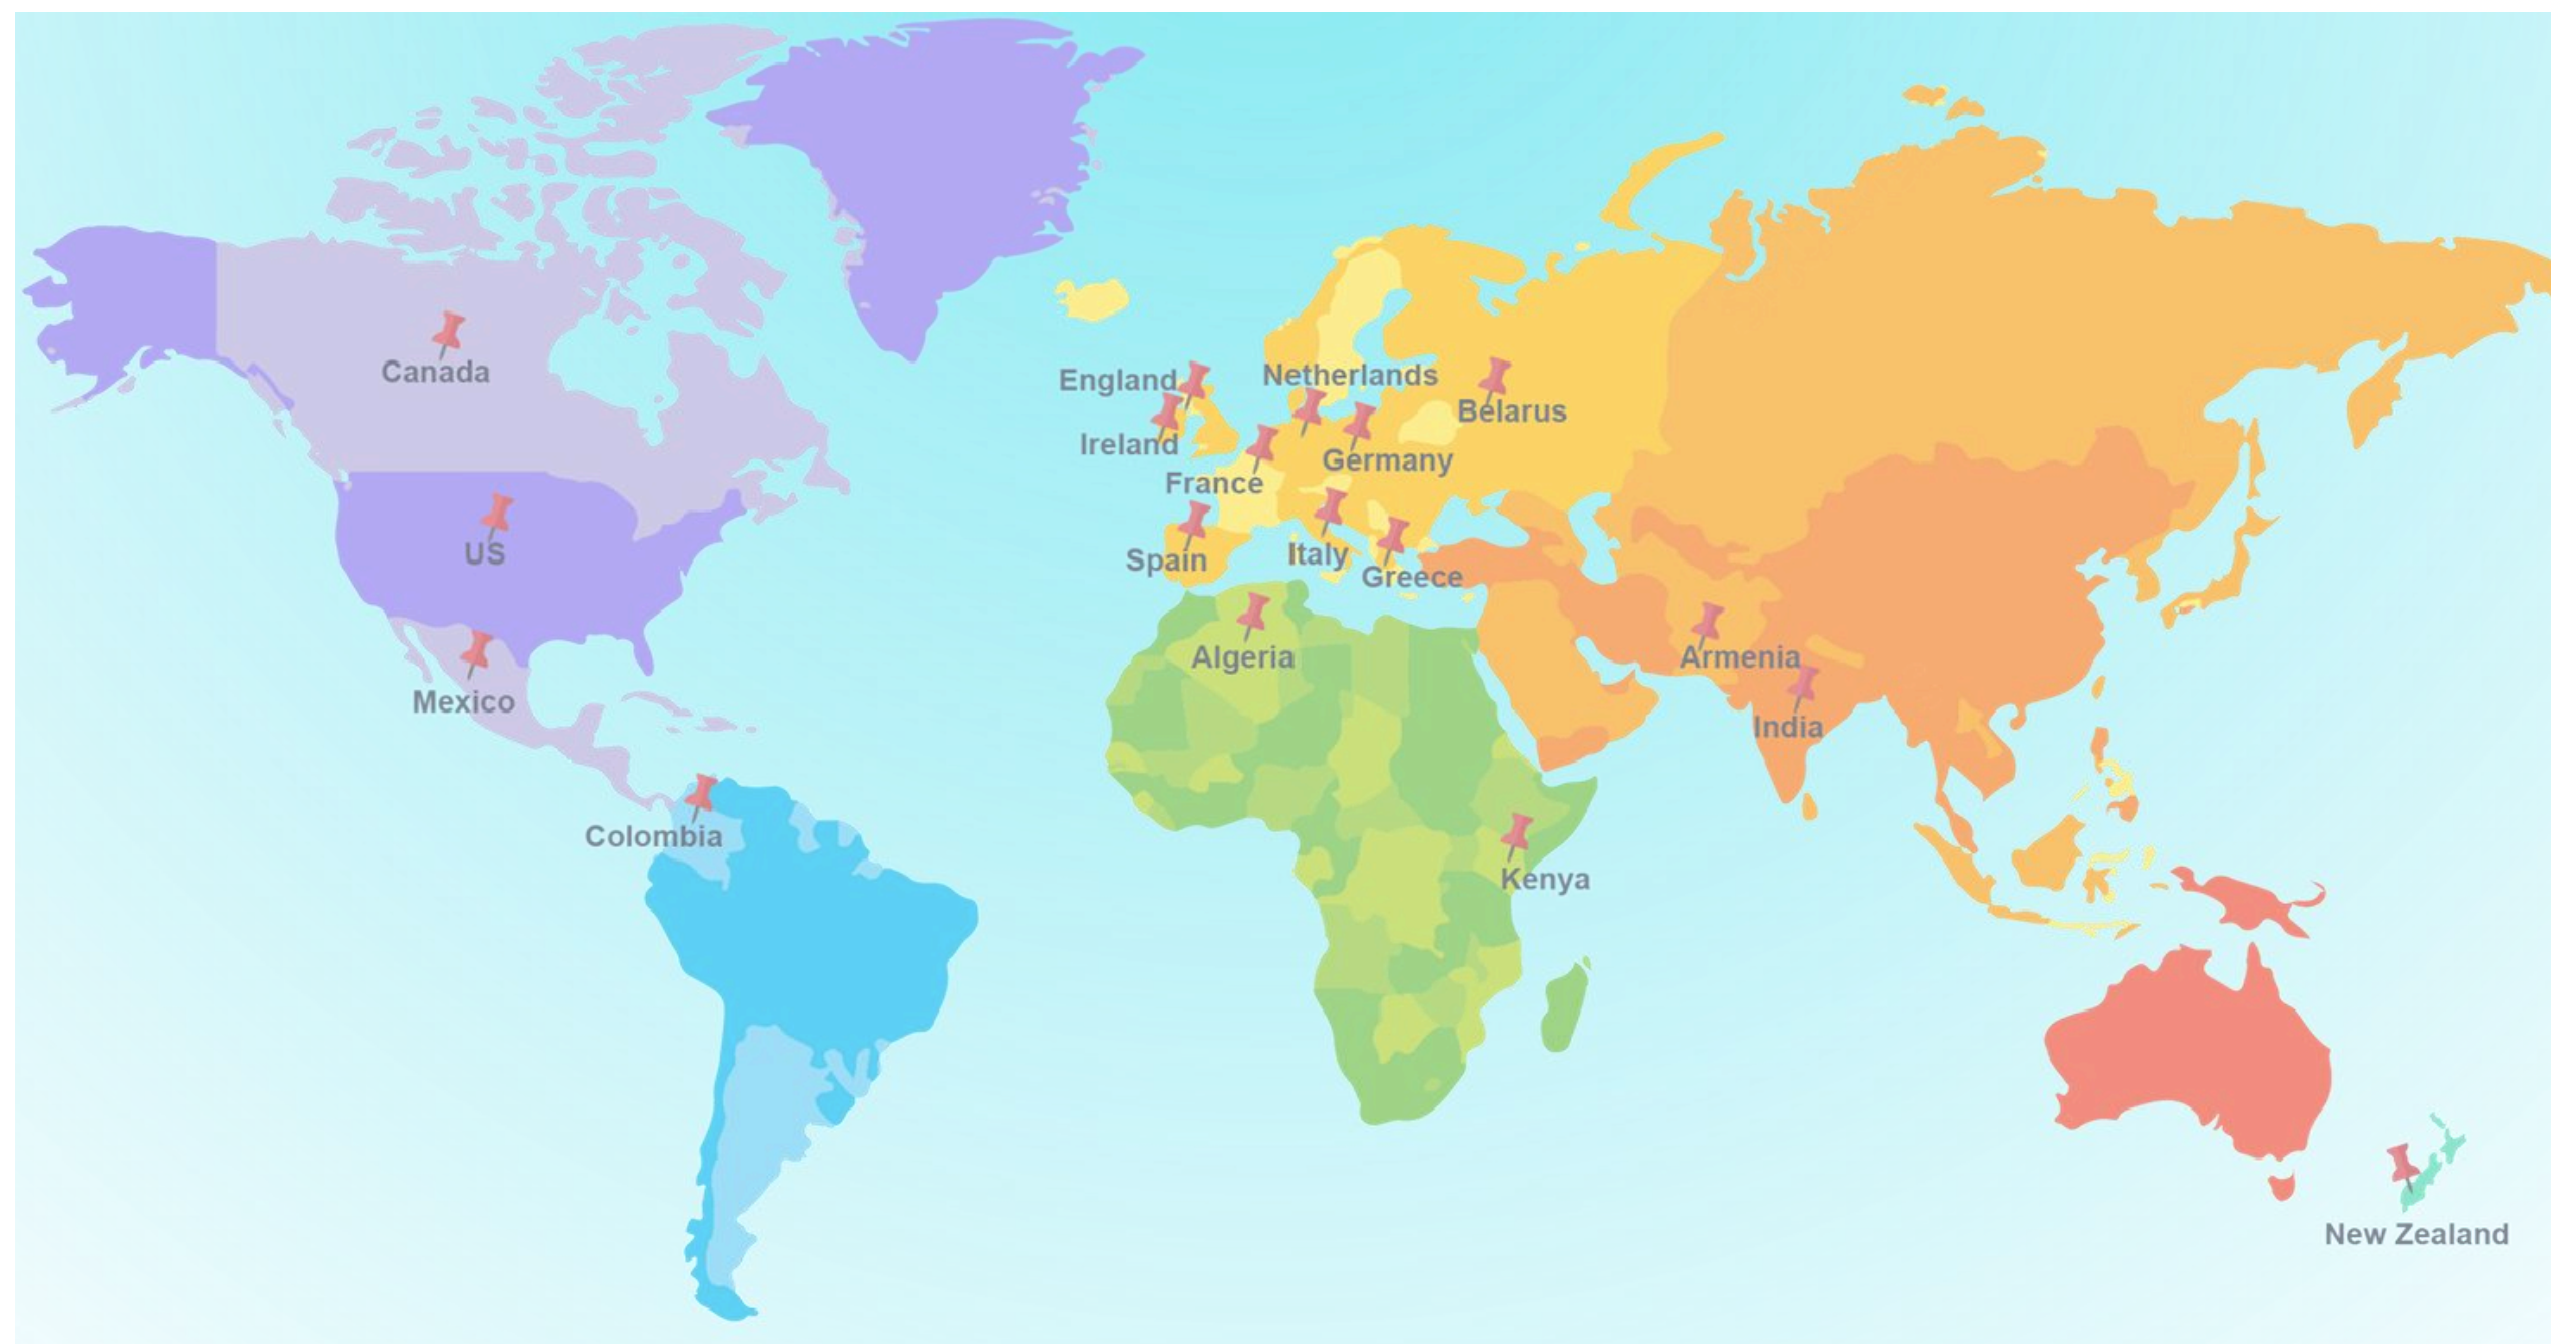 Canada
England
Netherlands
Belarus
Ireland
Germany
France
US
Spain
Italy
Greece
Algeria
Armenia
Mexico
India
Colombia
Kenya
New Zealand